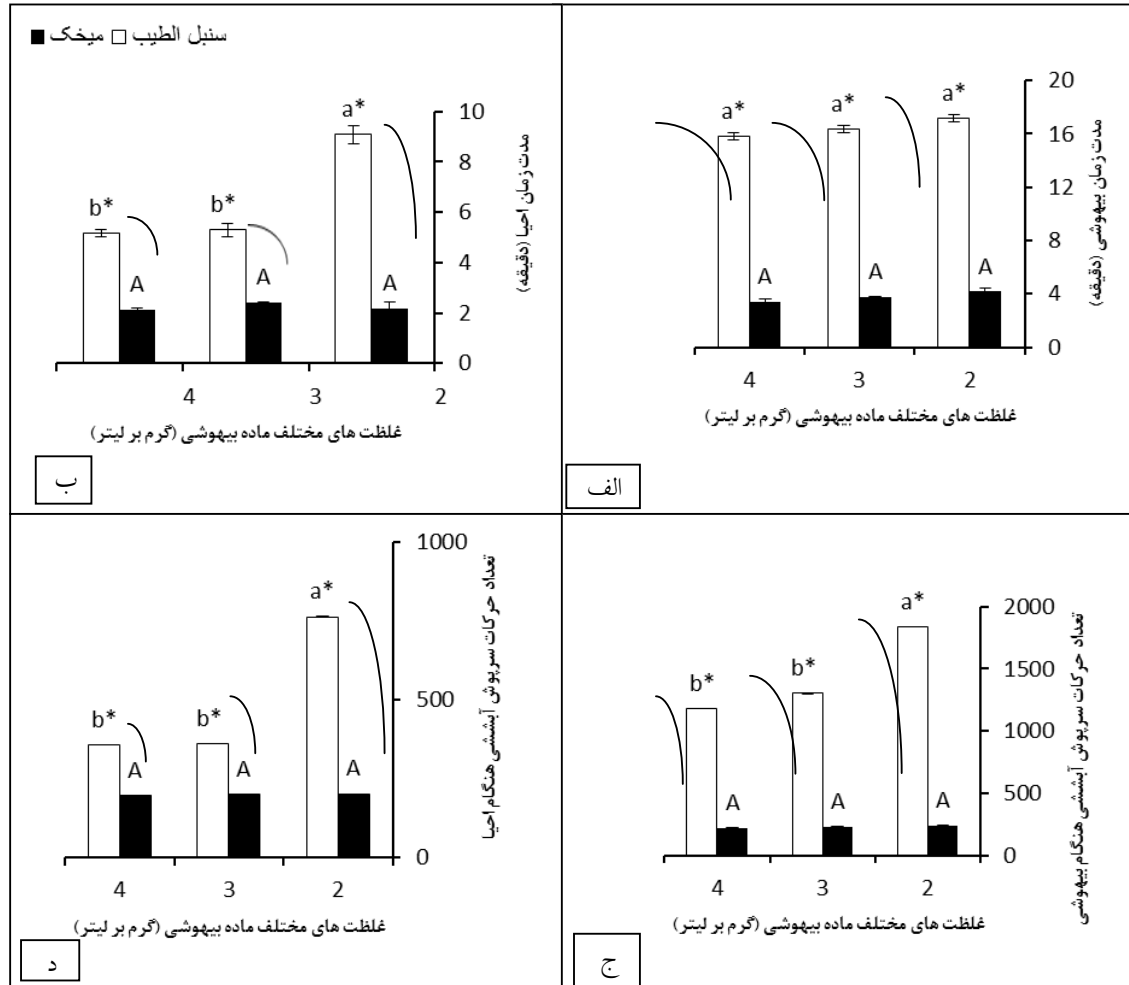 ■ میخک □ سنبل الطیب
20
16
12
8
4
0
a*
a*
a*
A
A
A
4
3
2
مدت زمان بیهوشی (دقیقه)
غلظت های مختلف ماده بیهوشی (گرم بر لیتر)
الف
10
8
6
4
2
0
b*
b*
a*
A
A
A
4
3
2
مدت زمان احیا (دقیقه)
غلظت های مختلف ماده بیهوشی (گرم بر لیتر)
ب
2000
1500
1000
500
0
b*
b*
a*
A
A
A
4
3
2
تعداد حرکات سرپوش آبششی هنگام بیهوشی
غلظت های مختلف ماده بیهوشی (گرم بر لیتر)
ج
1000
500
0
b*
b*
a*
A
A
A
4
3
2
تعداد حرکات سرپوش آبششی هنگام احیا
غلظت های مختلف ماده بیهوشی (گرم بر لیتر)
د